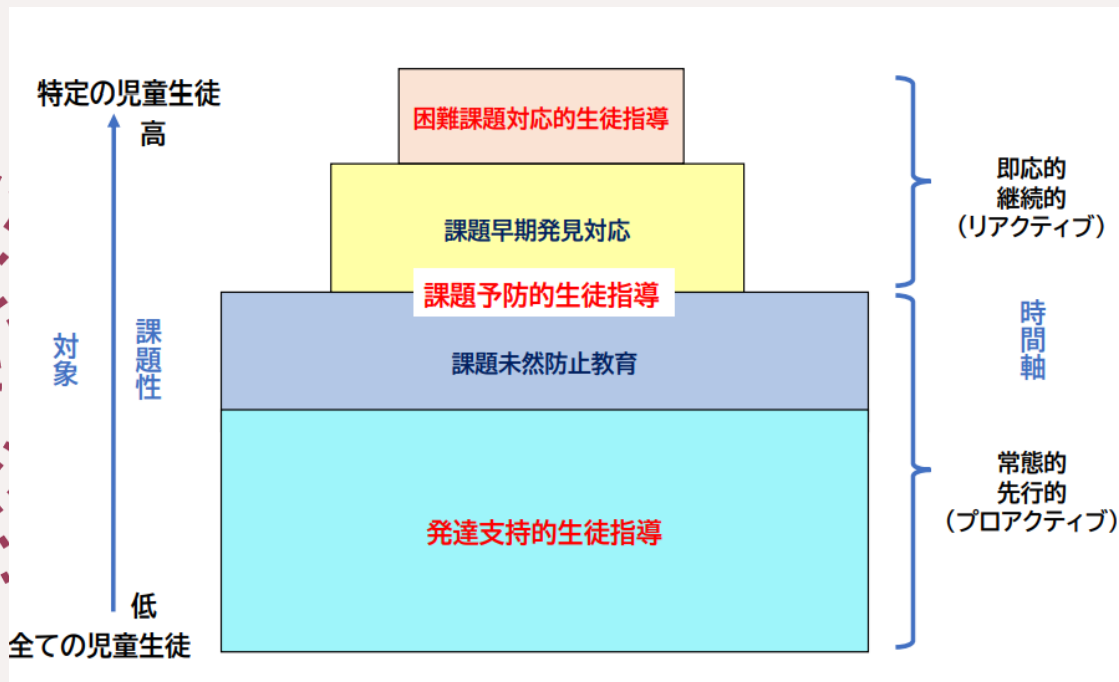 特定の児童生徒
高
困難課題対応的生徒指導
課題早期発見対応
課題予防的生徒指導
課題未然防止教育
発達支持的生徒指導
対象
課題性
低
全ての児童生徒
即応的
継続的
(リアクティブ)
時間軸
常態的
先行的
(プロアクティブ)